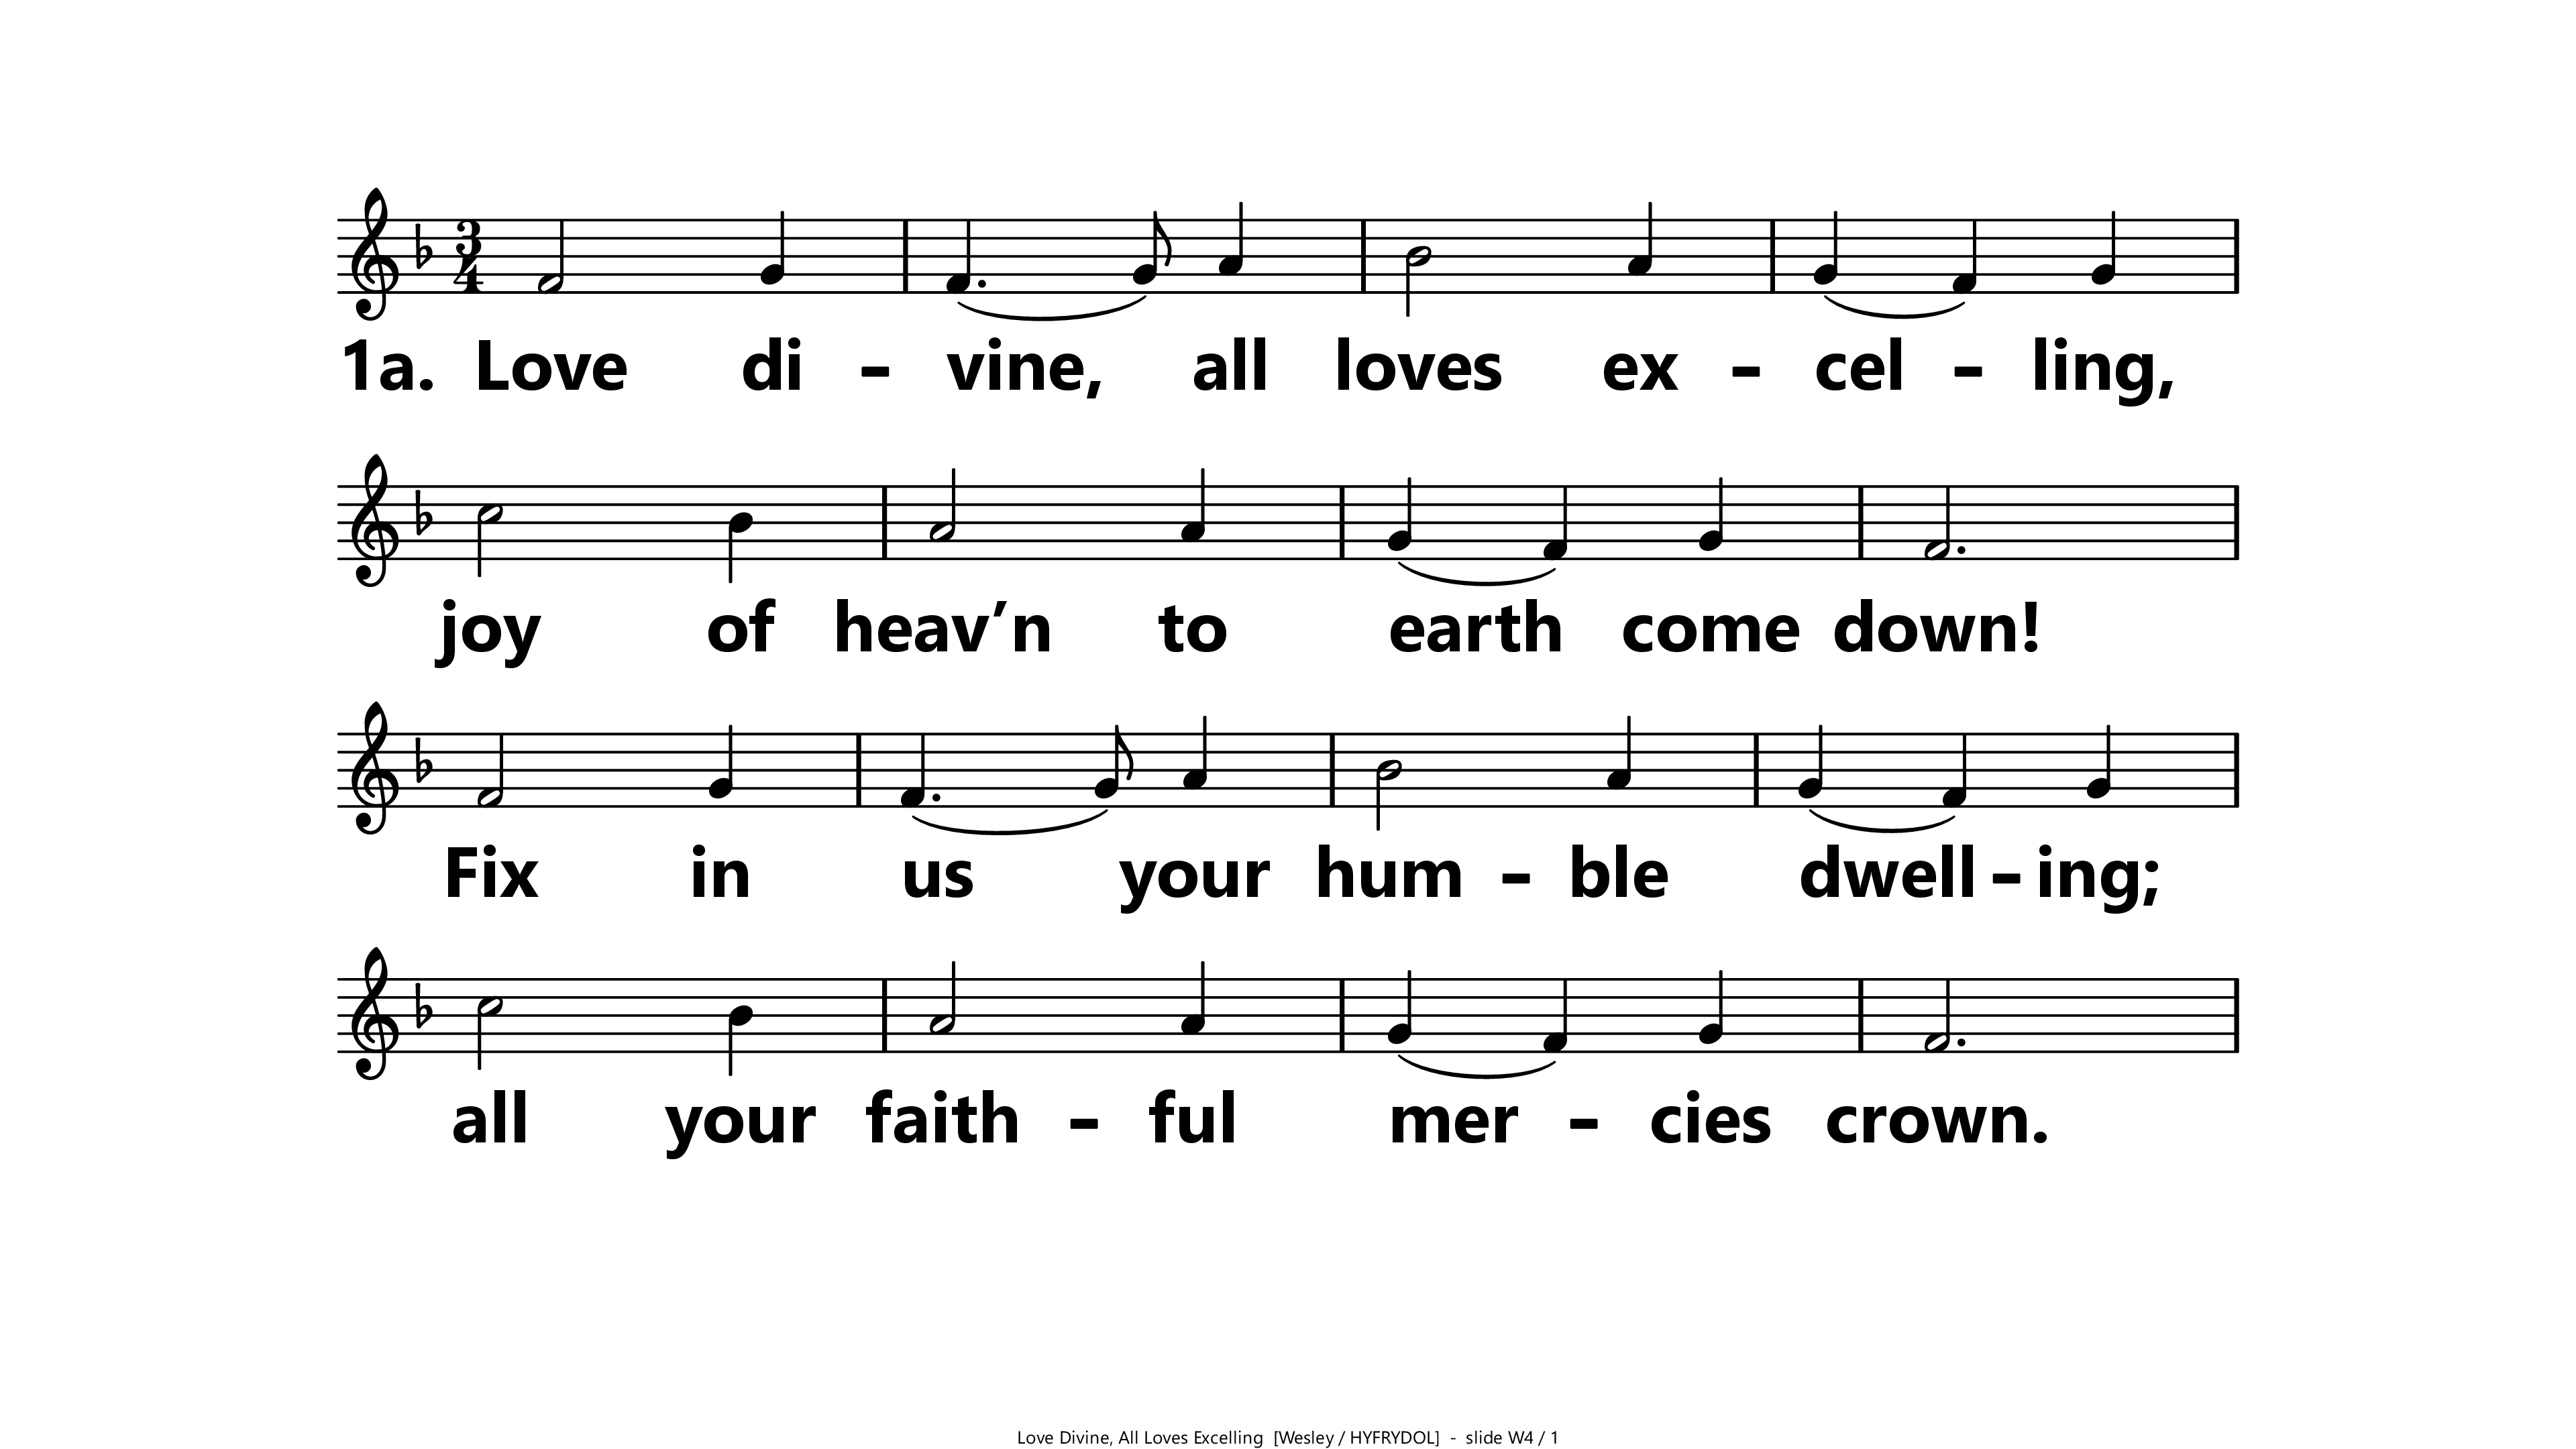 3
4
1a. Love di – vine, all loves ex – cel – ling,
joy of heav’n to earth come down!
Fix in us your hum – ble dwell – ing;
all your faith – ful mer – cies crown.
Love Divine, All Loves Excelling [Wesley / HYFRYDOL] - slide W4 / 1